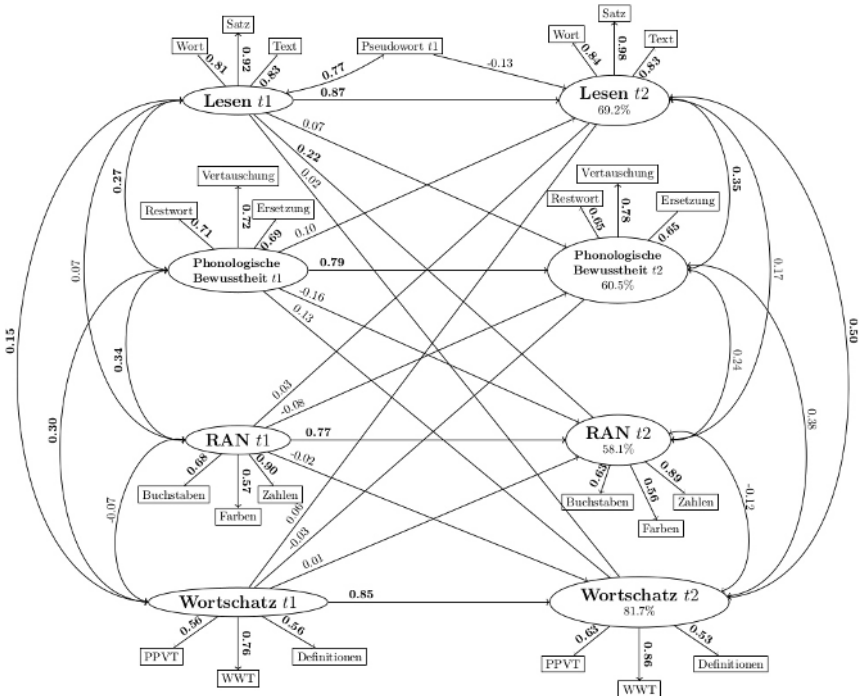 Satz
Satz
Wort
Text
Pseudowort t1
Wort
Text
0.81
0.92
0.83
0.77
-0.13
0.84
0.98
0.83
Lesen t1
0.87
Lesen t2
69.2%
0.07
0.22
0.02
0.27
0.35
Vertauschung
Vertauschung
Restwort
Ersetzung
Restwort
Ersetzung
0.71
0.72
0.69
0.10
0.65
0.78
0.65
Phonologische
Bewusstheit t1
0.79
Phonologische
Bewusstheit t2
60.5%
0.07
0.17
-0.16
0.13
0.15
0.34
0.24
0.50
0.30
0.03
-0.08
0.38
RAN t1
0.77
RAN t2
58.1%
0.68
0.57
0.90
-0.02
0.63
0.56
0.89
Buchstaben
Zahlen
Buchstaben
Zahlen
Farben
Farben
-0.07
-0.03
0.01
-0.12
Wortschatz t1
0.85
Wortschatz t2
81.7%
0.56
0.76
0.56
0.63
0.86
0.53
PPVT
Definitionen
PPVT
Definitionen
WWT
WWT